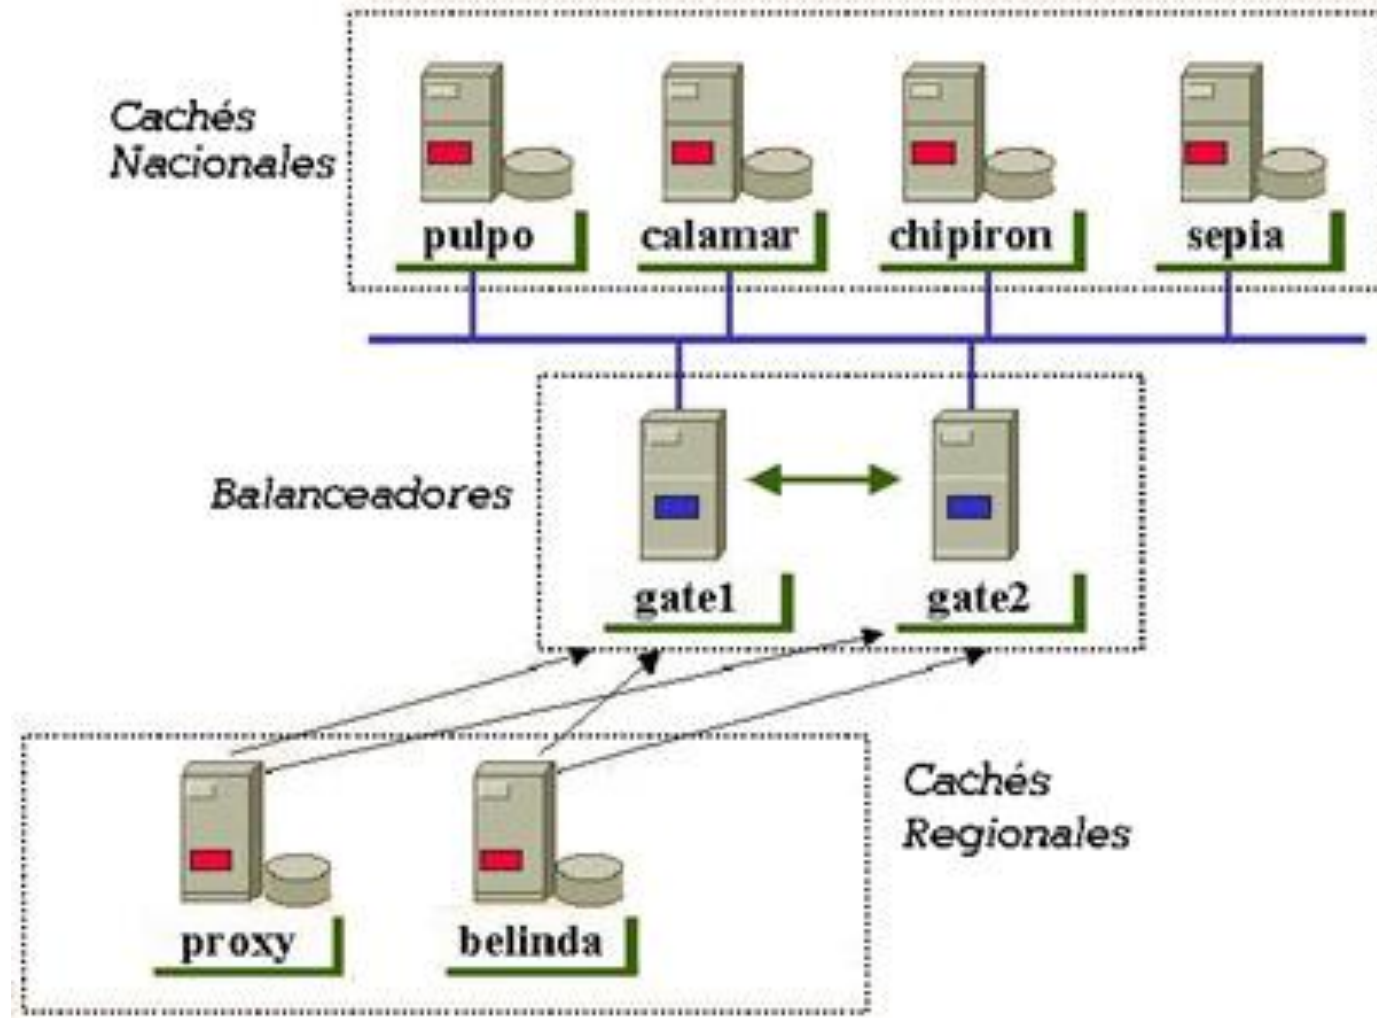 Cachés
Nacionales
pulpo
calamar
chipiron
sepia
Balanceadores
gate1
gate2
Cachés
Regionales
proxy
belinda